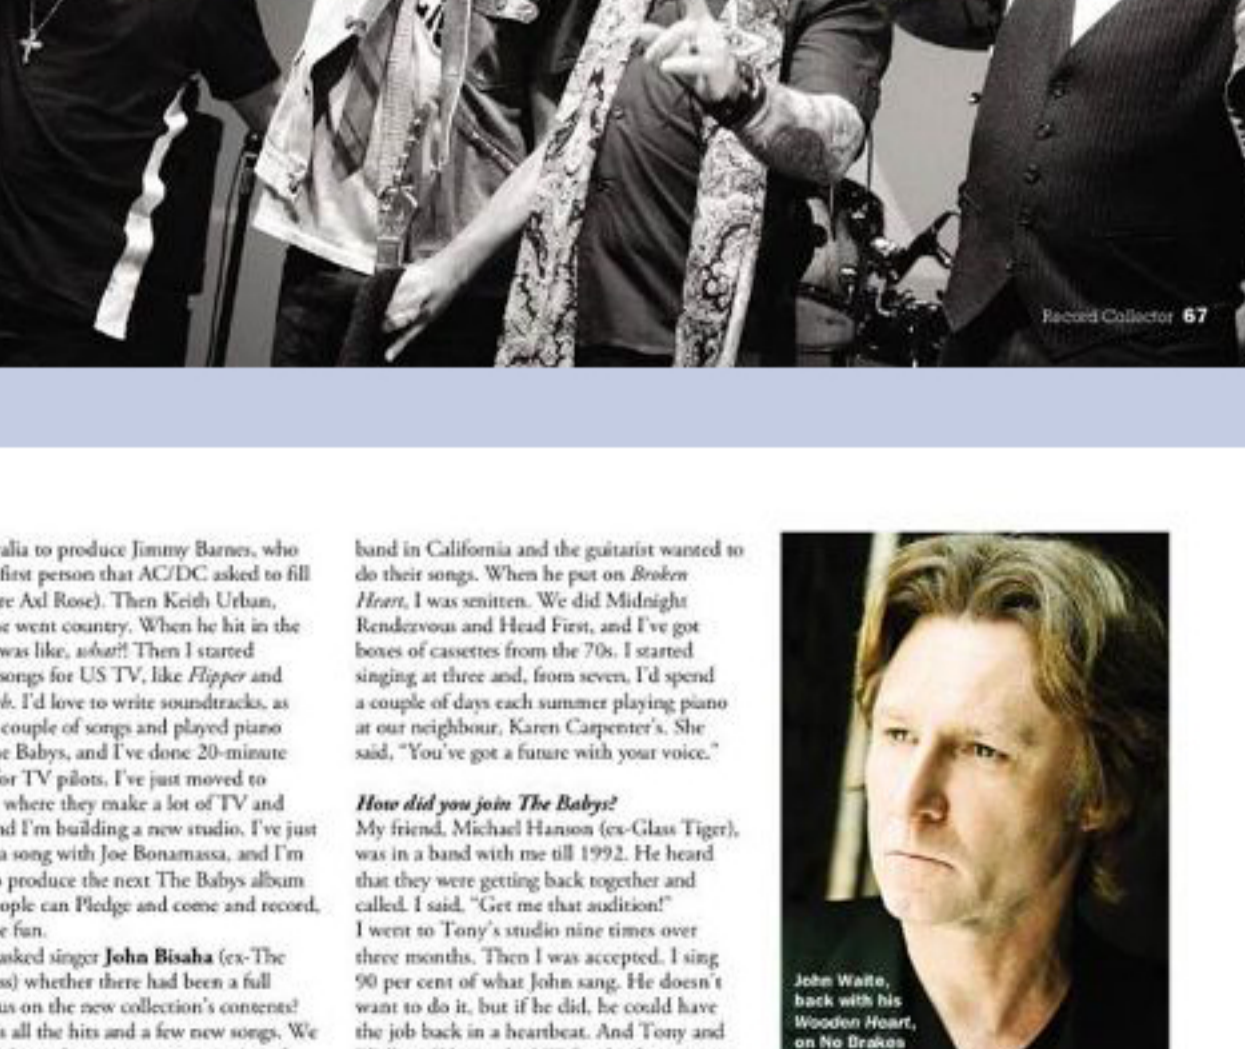 Record Collector 67
alia to produce Jimmy Barnes, who
first person that AC/DC asked to fill
re Axl Rose). Then Keith Urban,
e went country. When he hit in the
was like, what?! Then I started
songs for US TV, like Flipper and
h. I'd love to write soundtracks, as
couple of songs and played piano
e Babys, and I've done 20-minute
or TV pilots. I've just moved to
where they make a lot of TV and
nd I'm building a new studio. I've just
a song with Joe Bonamassa, and I'm
o produce the next The Babys album
ople can Pledge and come and record,
e fun.
asked singer John Bisaha (ex-The
ss) whether there had been a full
us on the new collection's contents?
s all the hits and a few new songs. We
band in California and the guitarist wanted to
do their songs. When he put on Broken
Heart, I was smitten. We did Midnight
Rendezvous and Head First, and I've got
boxes of cassettes from the 70s. I started
singing at three and, from seven, I'd spend
a couple of days each summer playing piano
at our neighbour, Karen Carpenter's. She
said, "You've got a future with your voice."
How did you join The Babys?
My friend, Michael Hanson (ex-Glass Tiger),
was in a band with me till 1992. He heard
that they were getting back together and
called. I said, "Get me that audition!"
I went to Tony's studio nine times over
three months. Then I was accepted. I sing
90 per cent of what John sang. He doesn't
want to do it, but if he did, he could have
the job back in a heartbeat. And Tony and
John Waite,
back with his
Wooden Heart,
on No Brakes